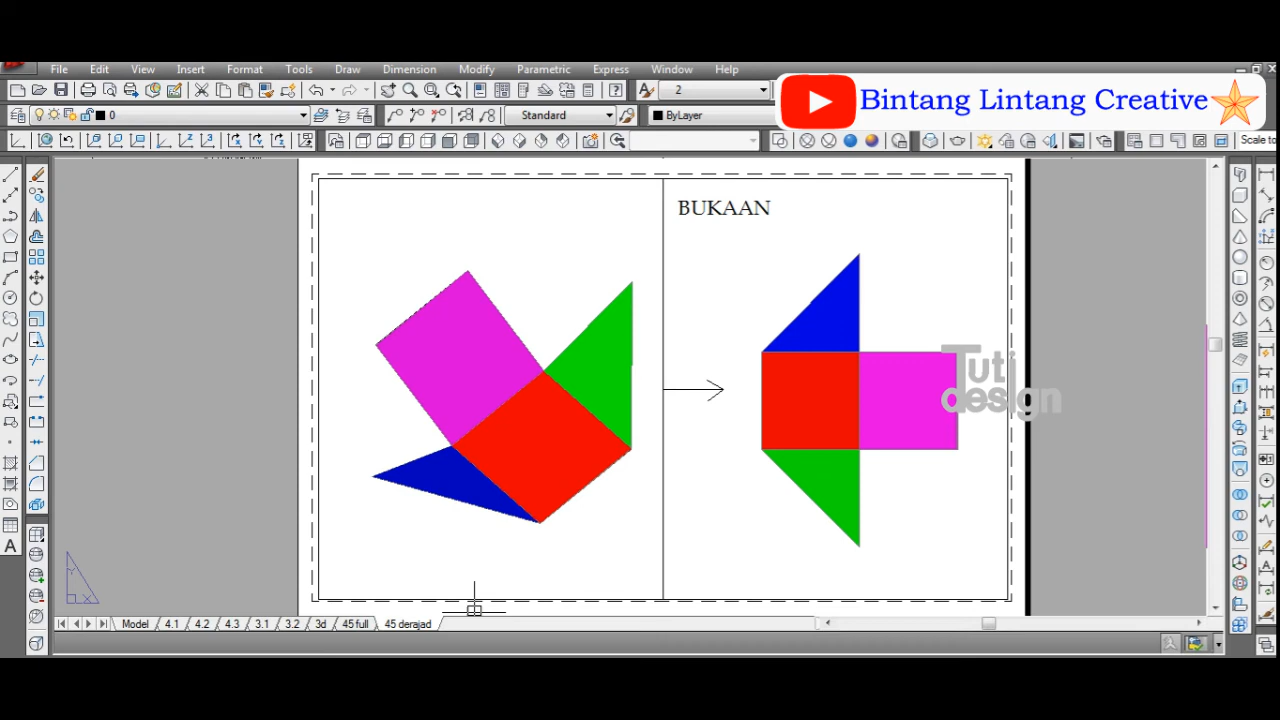 File Edit View Insert Format Tools Draw Dimension Modify Parametric Express Window Help
2
Bintang Lintang Creative
0
Standard
ByLayer
Scale to
BUKAAN
Tuti
design
Y
X
Model 4.1 4.2 4.3 3.1 3.2 3d 45 full 45 derajad